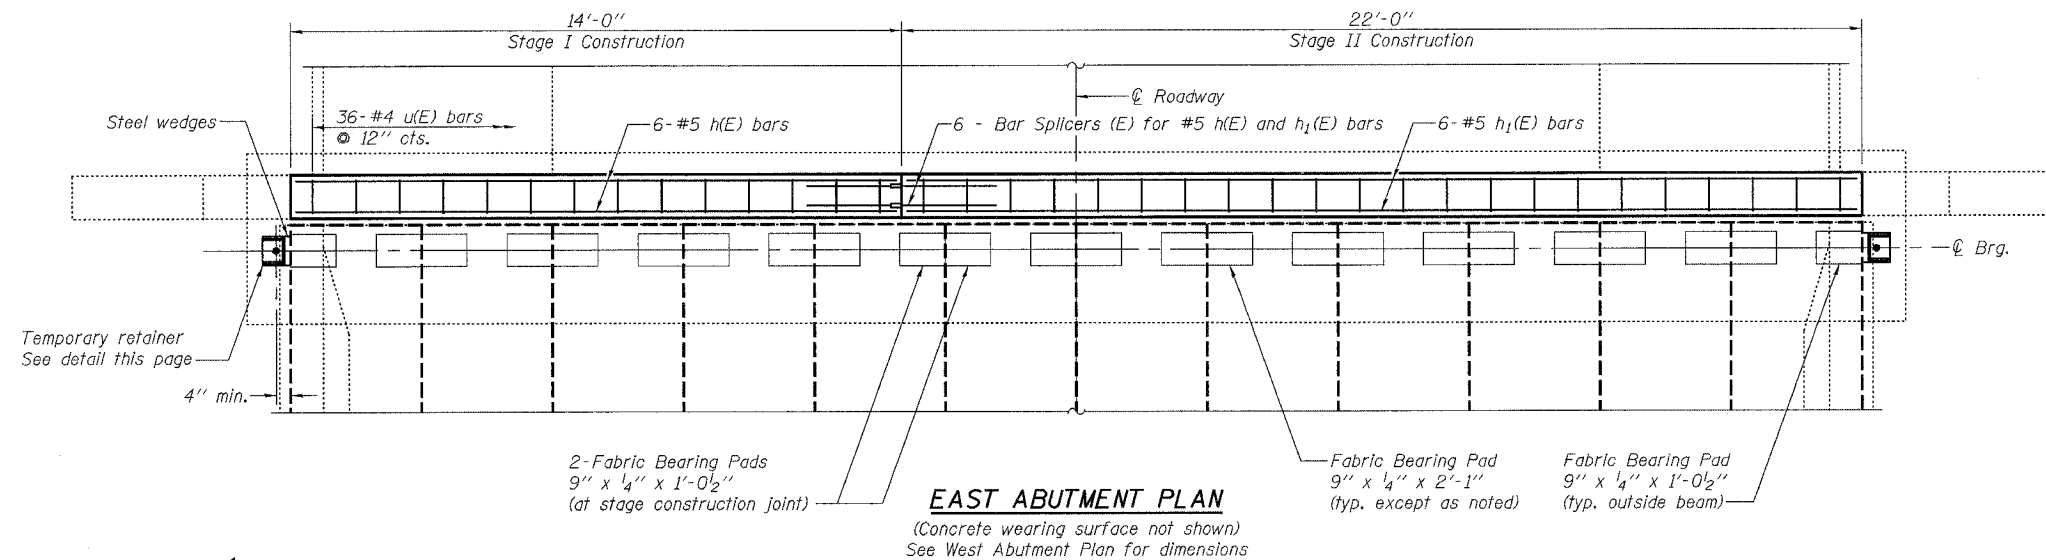 14'-0"
Stage I Construction
22'-0"
Stage II Construction
℄ Roadway
Steel wedges
36-#4 u(E) bars
@ 12" cts.
6-#5 h(E) bars
6 - Bar Splicers (E) for #5 h(E) and h₁(E) bars
6-#5 h₁(E) bars
℄ Brg.
Temporary retainer
See detail this page
4" min.
2-Fabric Bearing Pads
9" x ¼" x 1'-0½"
(at stage construction joint)
Fabric Bearing Pad
9" x ¼" x 2'-1"
(typ. except as noted)
Fabric Bearing Pad
9" x ¼" x 1'-0½"
(typ. outside beam)
EAST ABUTMENT PLAN
(Concrete wearing surface not shown)
See West Abutment Plan for dimensions